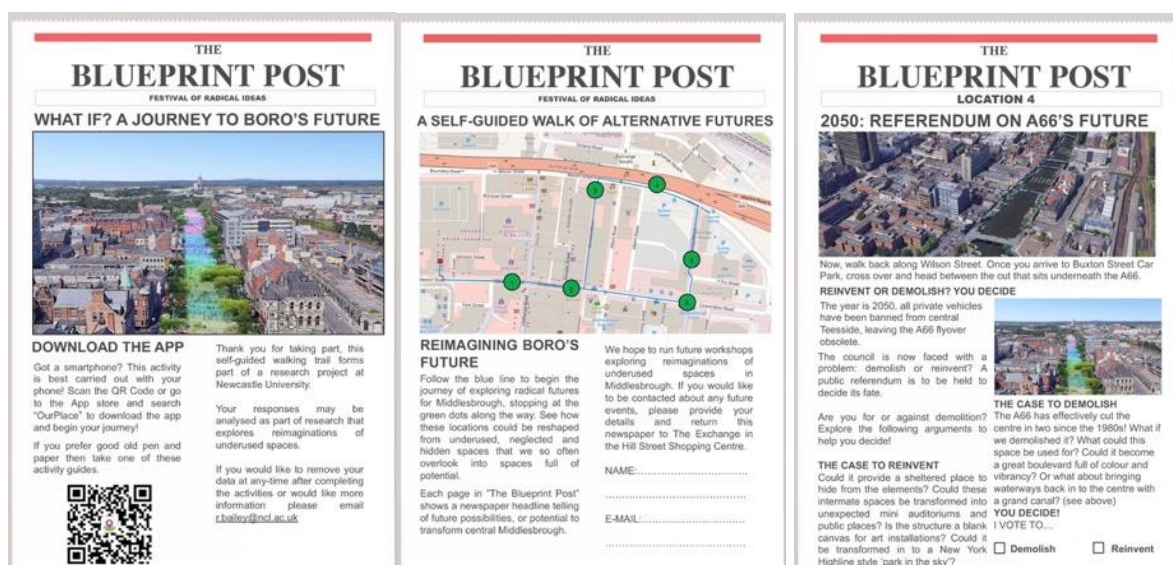 THE
BLUEPRINT POST
FESTIVAL OF RADICAL IDEAS
WHAT IF? A JOURNEY TO BORO'S FUTURE
DOWNLOAD THE APP
Got a smartphone? This activity
is best carried out with your
phone! Scan the QR Code or go
to the App store and search
"OurPlace" to download the app
and begin your journey!
If you prefer good old pen and
paper then take one of these
activity guides.
Thank you for taking part, this
self-guided walking trail forms
part of a research project at
Newcastle University.
Your responses may be
analysed as part of research that
explores reimaginations of
underused spaces.
If you would like to remove your
data at any-time after completing
the activities or would like more
information please email
r.bailey@ncl.ac.uk
THE
BLUEPRINT POST
FESTIVAL OF RADICAL IDEAS
A SELF-GUIDED WALK OF ALTERNATIVE FUTURES
REIMAGINING BORO'S
FUTURE
Follow the blue line to begin the
journey of exploring radical futures
for Middlesbrough, stopping at the
green dots along the way. See how
these locations could be reshaped
from underused, neglected and
hidden spaces that we so often
overlook into spaces full of
potential.
Each page in "The Blueprint Post"
shows a newspaper headline telling
of future possibilities, or potential to
transform central Middlesbrough.
We hope to run future workshops
exploring reimaginations of
underused spaces in
Middlesbrough. If you would like
to be contacted about any future
events, please provide your
details and return this
newspaper to The Exchange in
the Hill Street Shopping Centre.
NAME:
E-MAIL:
THE
BLUEPRINT POST
LOCATION 4
2050: REFERENDUM ON A66'S FUTURE
Now, walk back along Wilson Street. Once you arrive to Buxton Street Car
Park, cross over and head between the cut that sits underneath the A66.
REINVENT OR DEMOLISH? YOU DECIDE
The year is 2050, all private vehicles
have been banned from central
Teesside, leaving the A66 flyover
obsolete.
The council is now faced with a
problem: demolish or reinvent? A
public referendum is to be held to
decide its fate.
Are you for or against demolition?
Explore the following arguments to
help you decide!
THE CASE TO REINVENT
Could it provide a sheltered place to
hide from the elements? Could these
intermate spaces be transformed into
unexpected mini auditoriums and
public places? Is the structure a blank
canvas for art installations? Could it
be transformed in to a New York
Highline style 'park in the sky'?
THE CASE TO DEMOLISH
The A66 has effectively cut the
centre in two since the 1980s! What if
we demolished it? What could this
space be used for? Could it become
a great boulevard full of colour and
vibrancy? Or what about bringing
waterways back in to the centre with
a grand canal? (see above)
YOU DECIDE!
I VOTE TO…
Demolish
Reinvent